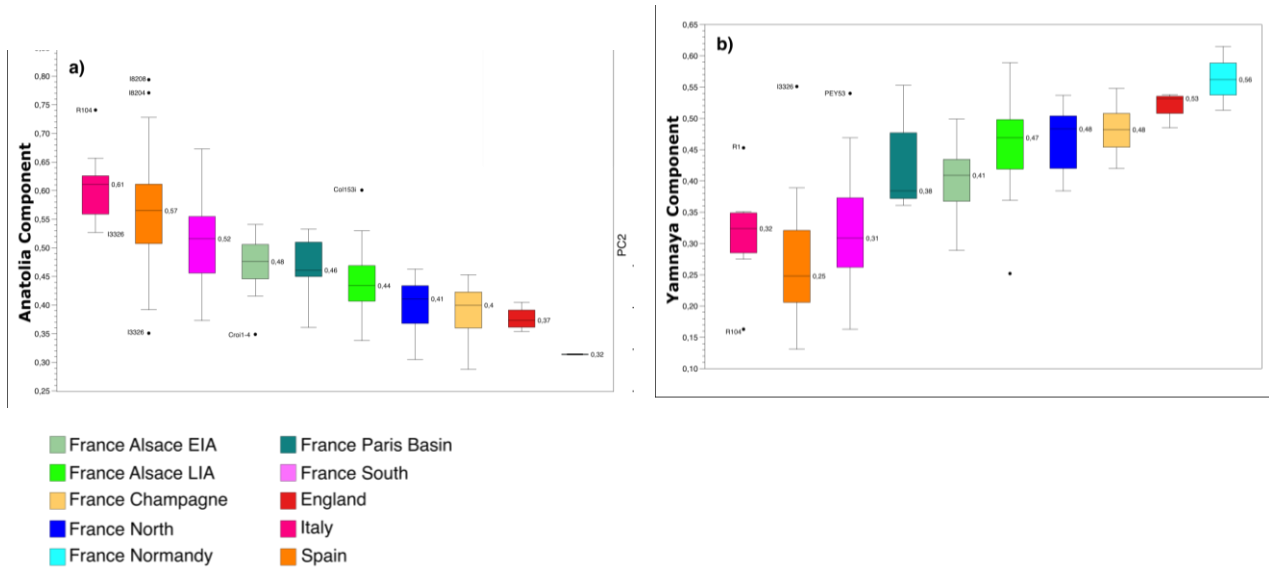 a)
Anatolia Component
0,80
0,75
0,70
0,65
0,60
0,55
0,50
0,45
0,40
0,35
0,30
0,25
R104
I8208
I8204
I3326
I3326
Croi1-4
Col153i
0,61
0,57
0,52
0,48
0,46
0,44
0,41
0,4
0,37
0,32
PC2
b)
Yamnaya Component
0,65
0,60
0,55
0,50
0,45
0,40
0,35
0,30
0,25
0,20
0,15
0,10
R1
R104
I3326
PEY53
0,32
0,25
0,31
0,38
0,41
0,47
0,48
0,48
0,53
0,56
France Alsace EIA
France Alsace LIA
France Champagne
France North
France Normandy
France Paris Basin
France South
England
Italy
Spain